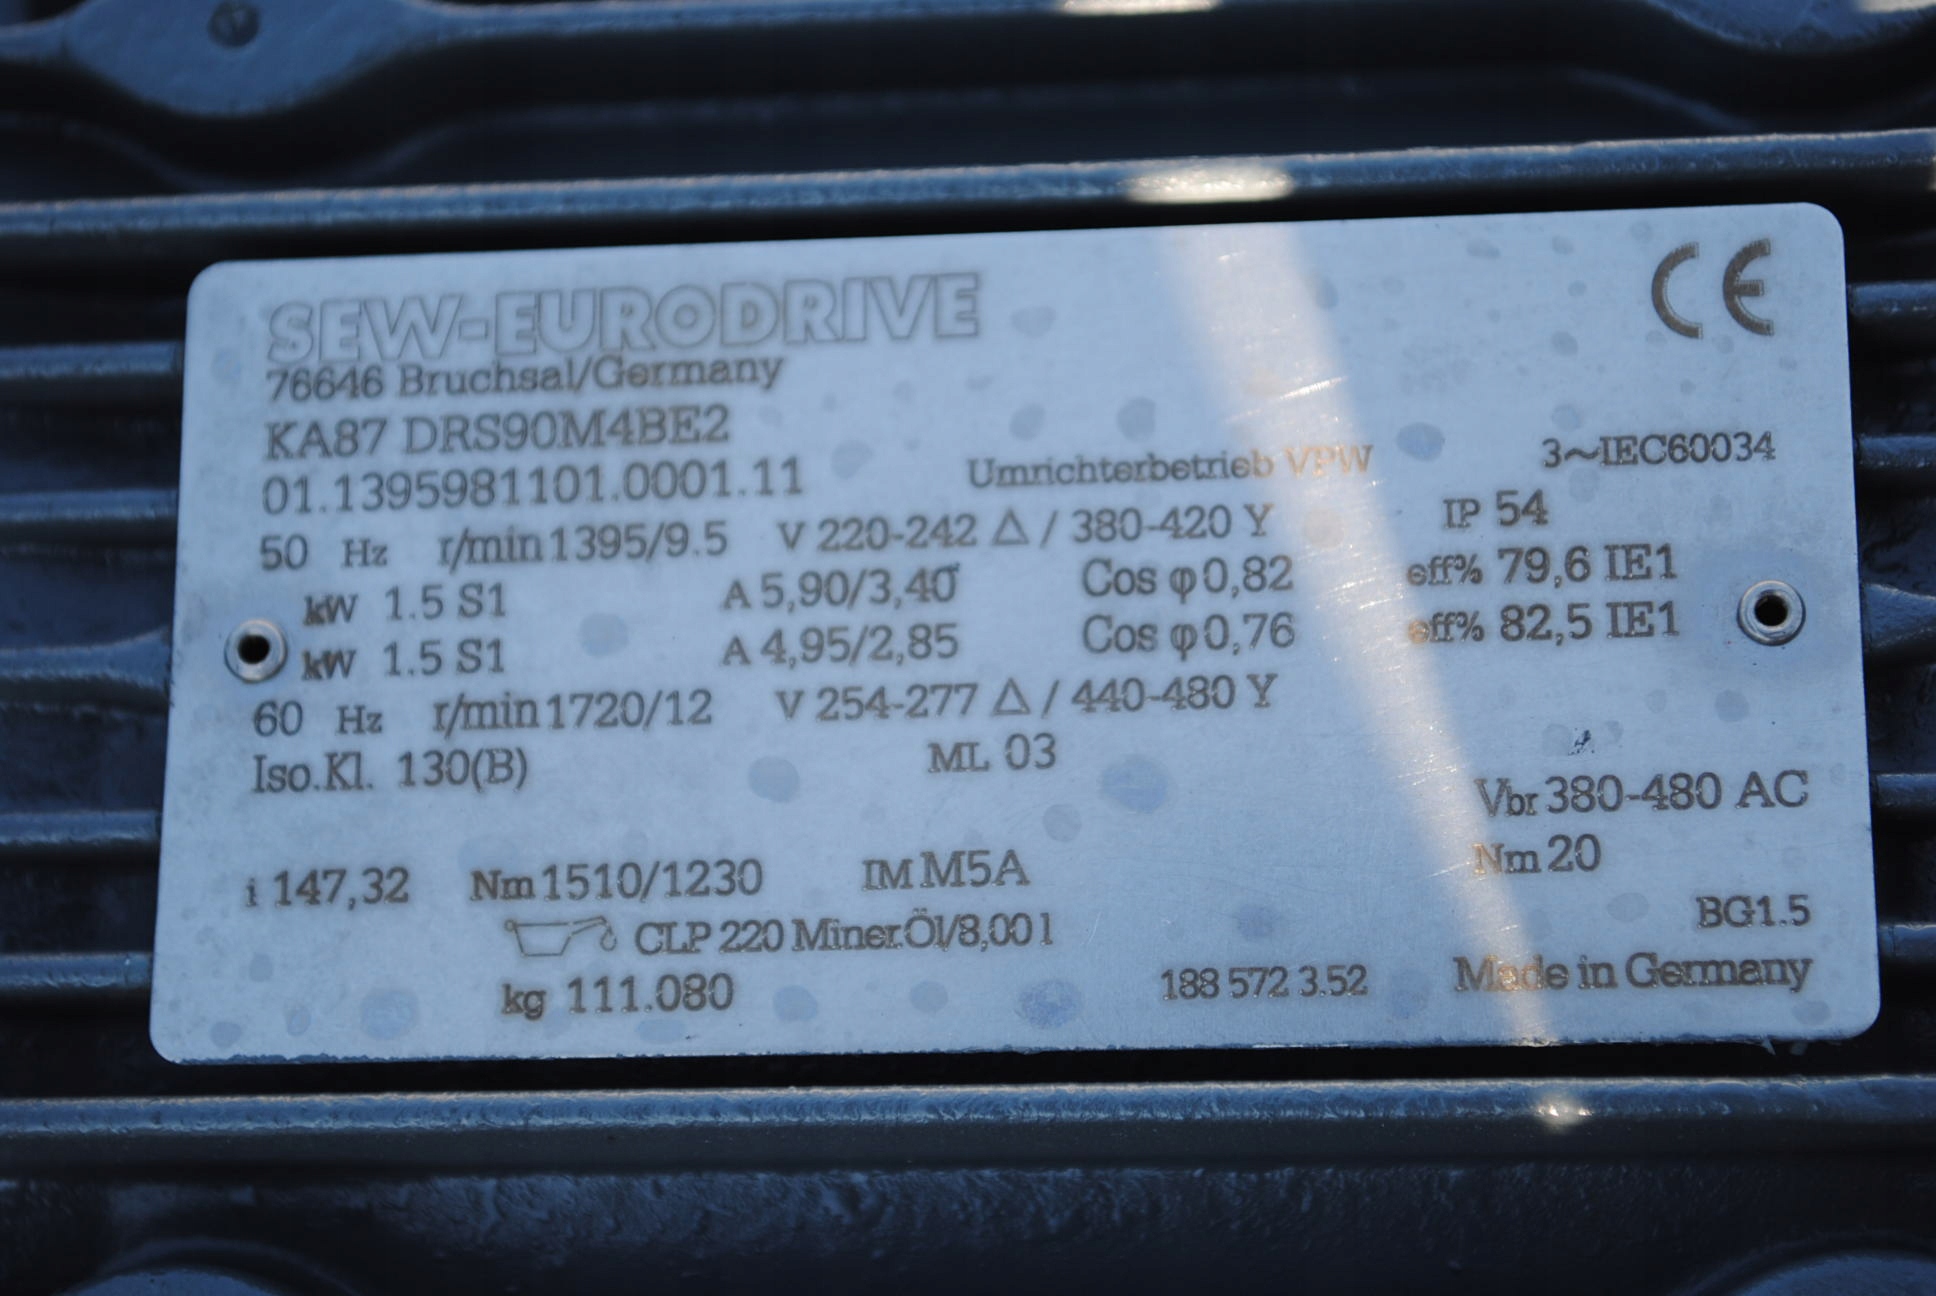 SEW-EURODRIVE CE
76646 Bruchsal/Germany
KA87 DRS90M4BE2
01.1395981101.0001.11 Umrichterbetrieb VPW 3~IEC60034
50 Hz r/min 1395/9.5 V 220-242 Δ / 380-420 Y IP 54
kW 1.5 S1 A 5,90/3,40 Cos φ 0,82 eff% 79,6 IE1
kW 1.5 S1 A 4,95/2,85 Cos φ 0,76 eff% 82,5 IE1
60 Hz r/min 1720/12 V 254-277 Δ / 440-480 Y
Iso.Kl. 130(B) ML 03
Vbr 380-480 AC
i 147,32 Nm 1510/1230 IM M5A Nm 20
CLP 220 Miner.Öl/8,00 l BG1.5
kg 111.080 188 572 3.52 Made in Germany